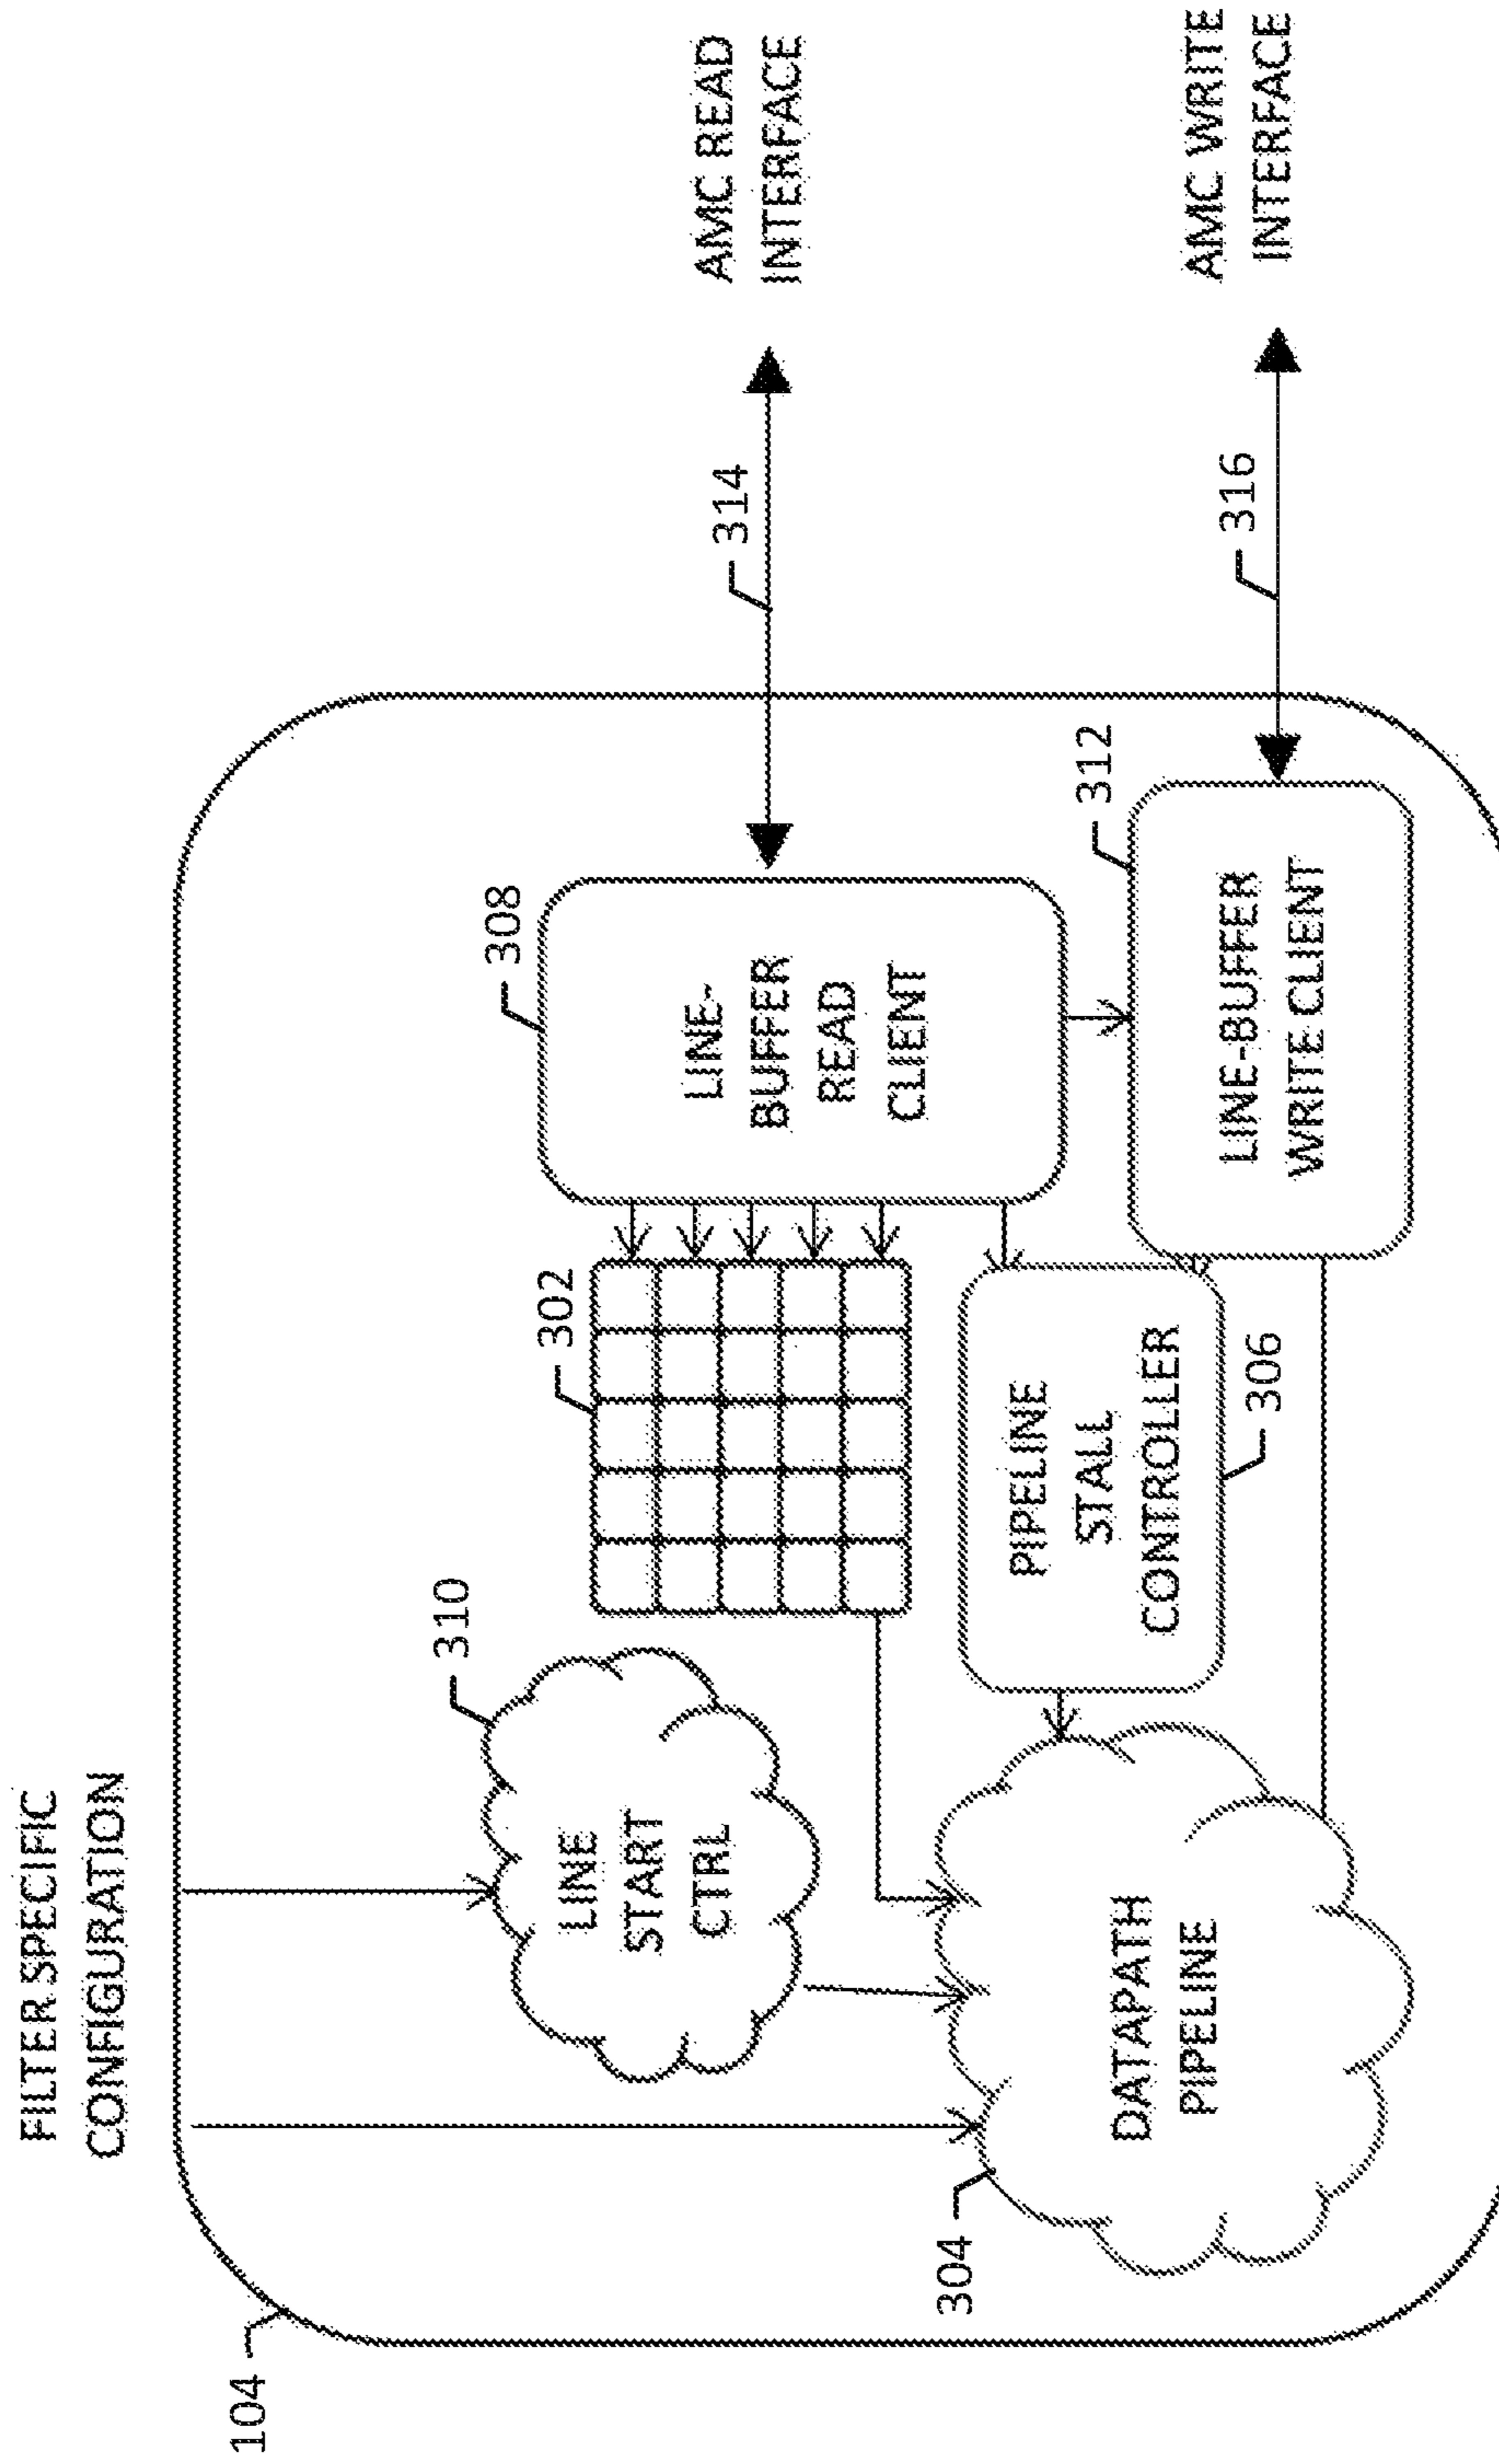 FILTER SPECIFIC
CONFIGURATION
104
310
LINE
START
CTRL
302
308
LINE-
BUFFER
READ
CLIENT
314
AMC READ
INTERFACE
304
DATAPATH
PIPELINE
PIPELINE
STALL
CONTROLLER
306
312
LINE-BUFFER
WRITE CLIENT
316
AMC WRITE
INTERFACE